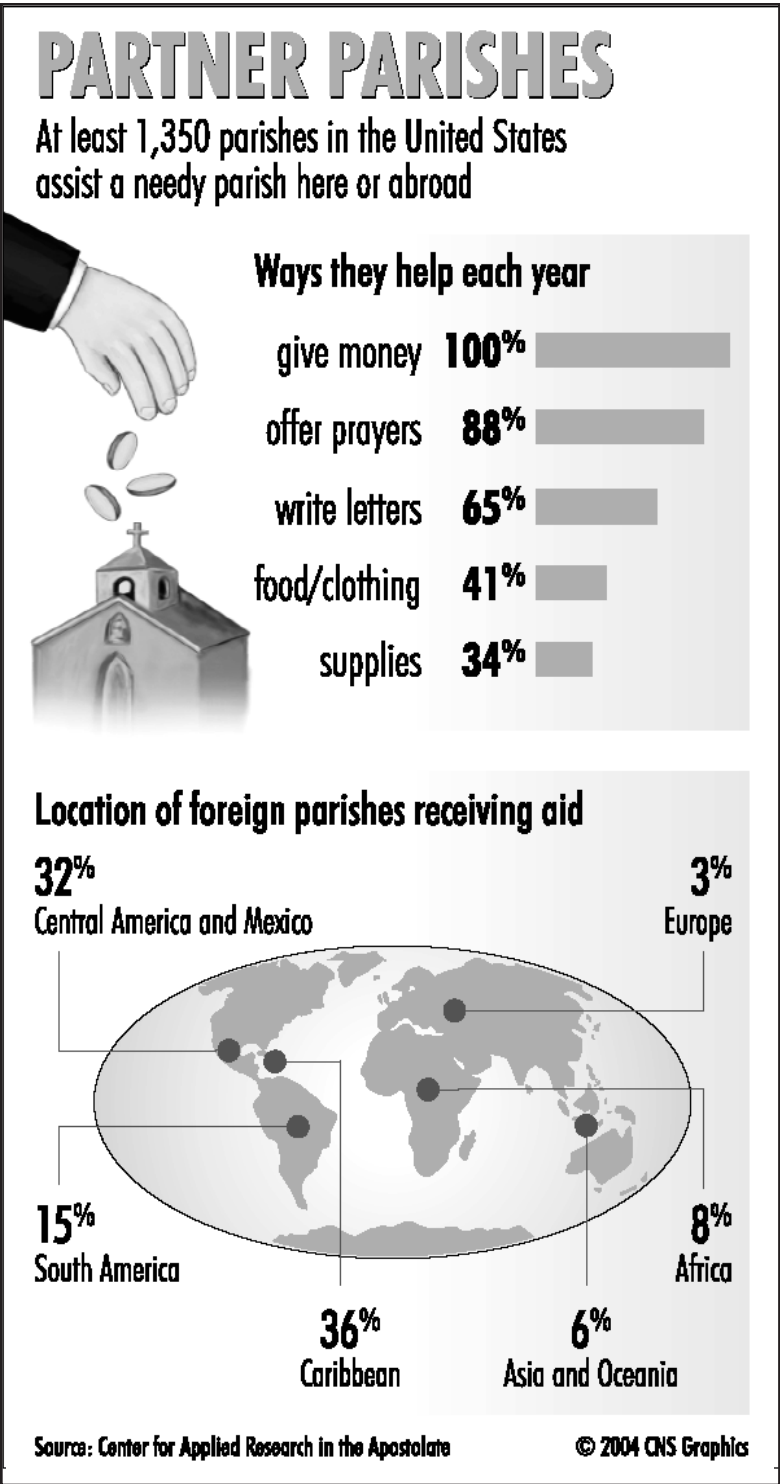 PARTNER PARISHES
At least 1,350 parishes in the United States
assist a needy parish here or abroad
Ways they help each year
give money 100%
offer prayers 88%
write letters 65%
food/clothing 41%
supplies 34%
Location of foreign parishes receiving aid
32%
Central America and Mexico
3%
Europe
15%
South America
8%
Africa
36%
Caribbean
6%
Asia and Oceania
Source: Center for Applied Research in the Apostolate
© 2004 CNS Graphics